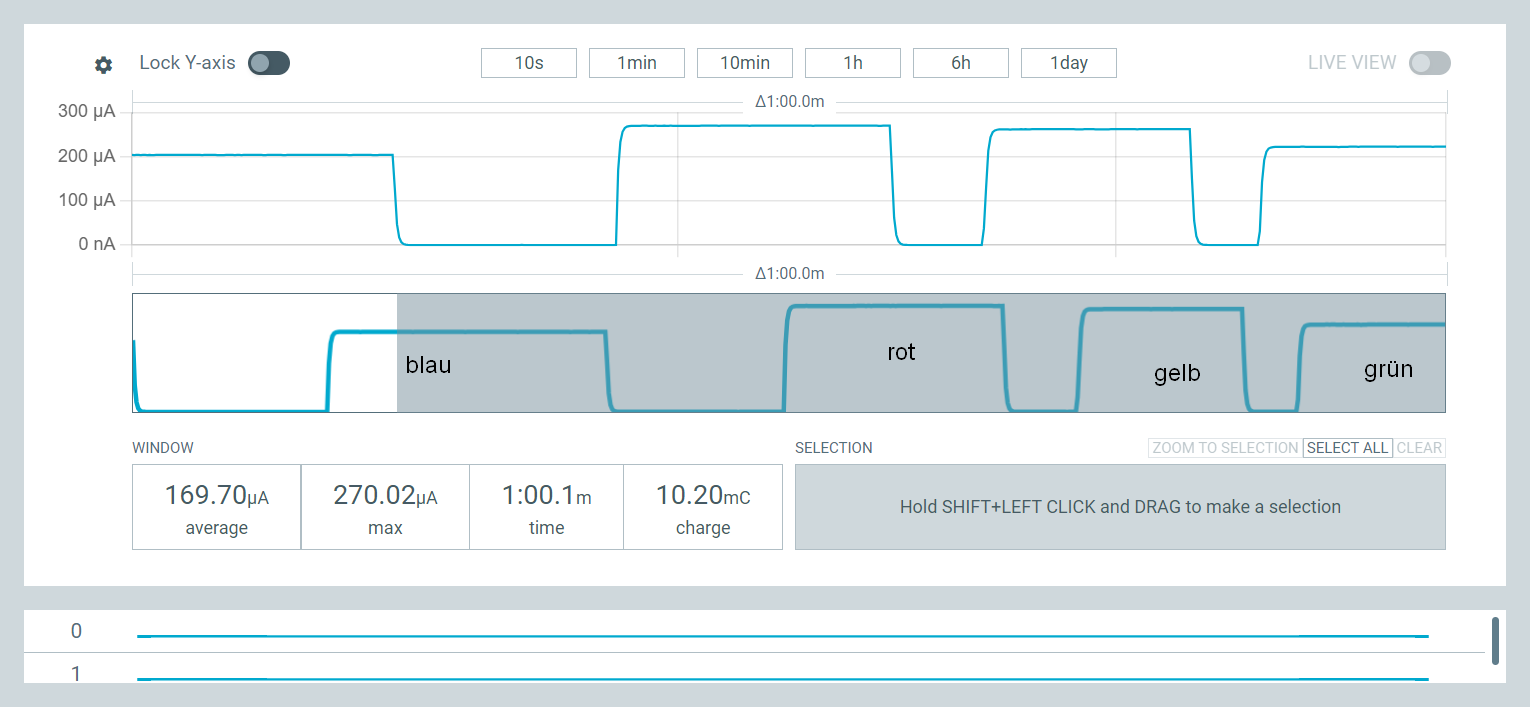 Lock Y-axis
10s 1min 10min 1h 6h 1day
LIVE VIEW
Δ1:00.0m
300 µA
200 µA
100 µA
0 nA
Δ1:00.0m
blau
rot
gelb
grün
WINDOW
169.70µA
average
270.02µA
max
1:00.1m
time
10.20mC
charge
SELECTION
ZOOM TO SELECTION SELECT ALL CLEAR
Hold SHIFT+LEFT CLICK and DRAG to make a selection
0
1